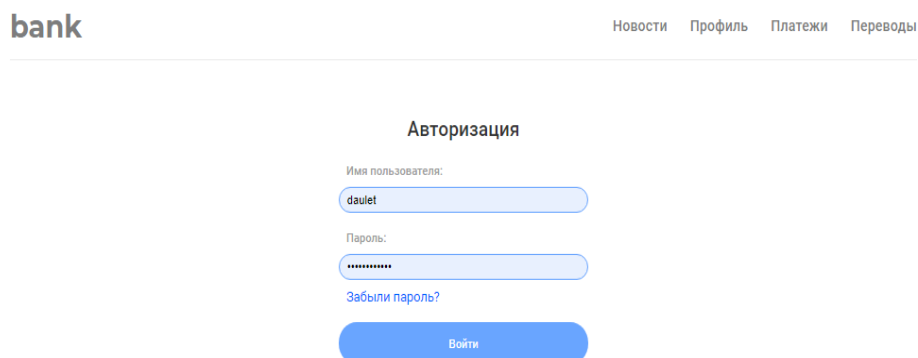 bank
Новости Профиль Платежи Переводы
Авторизация
Имя пользователя:
daulet
Пароль:
••••••••••••
Забыли пароль?
Войти